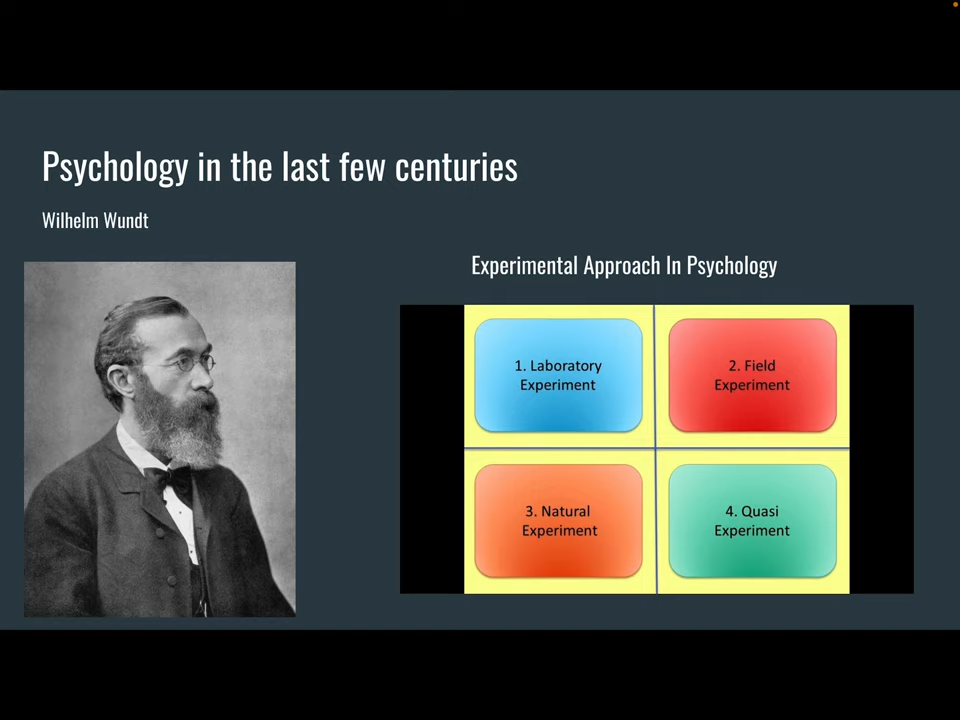 Psychology in the last few centuries
Wilhelm Wundt
Experimental Approach In Psychology
1. Laboratory
Experiment
2. Field
Experiment
3. Natural
Experiment
4. Quasi
Experiment